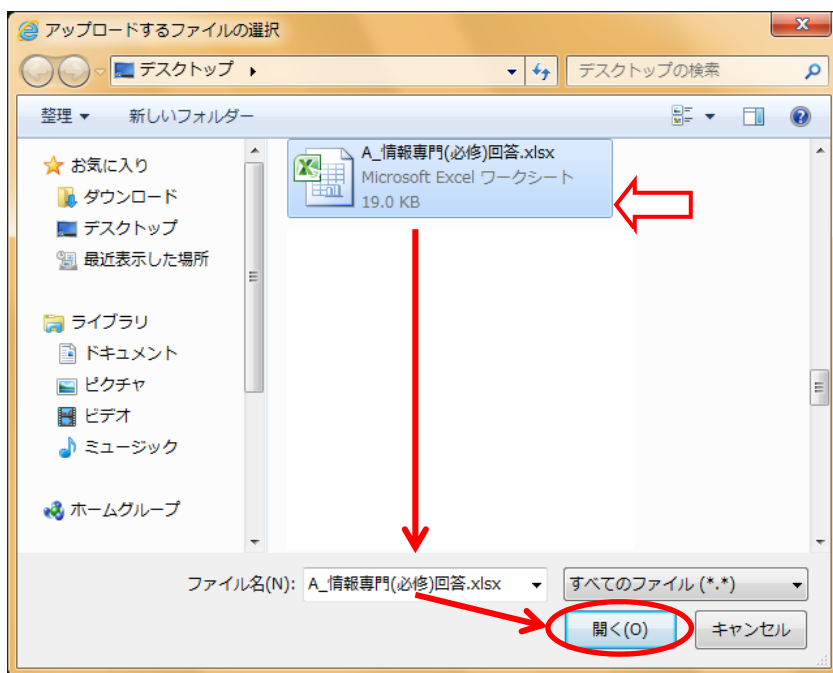 アップロードするファイルの選択
デスクトップ
デスクトップの検索
整理 新しいフォルダー
お気に入り
ダウンロード
デスクトップ
最近表示した場所
ライブラリ
ドキュメント
ピクチャ
ビデオ
ミュージック
ホームグループ
A_情報専門(必修)回答.xlsx
Microsoft Excel ワークシート
19.0 KB
ファイル名(N): A_情報専門(必修)回答.xlsx すべてのファイル (*.*)
開く(O) キャンセル